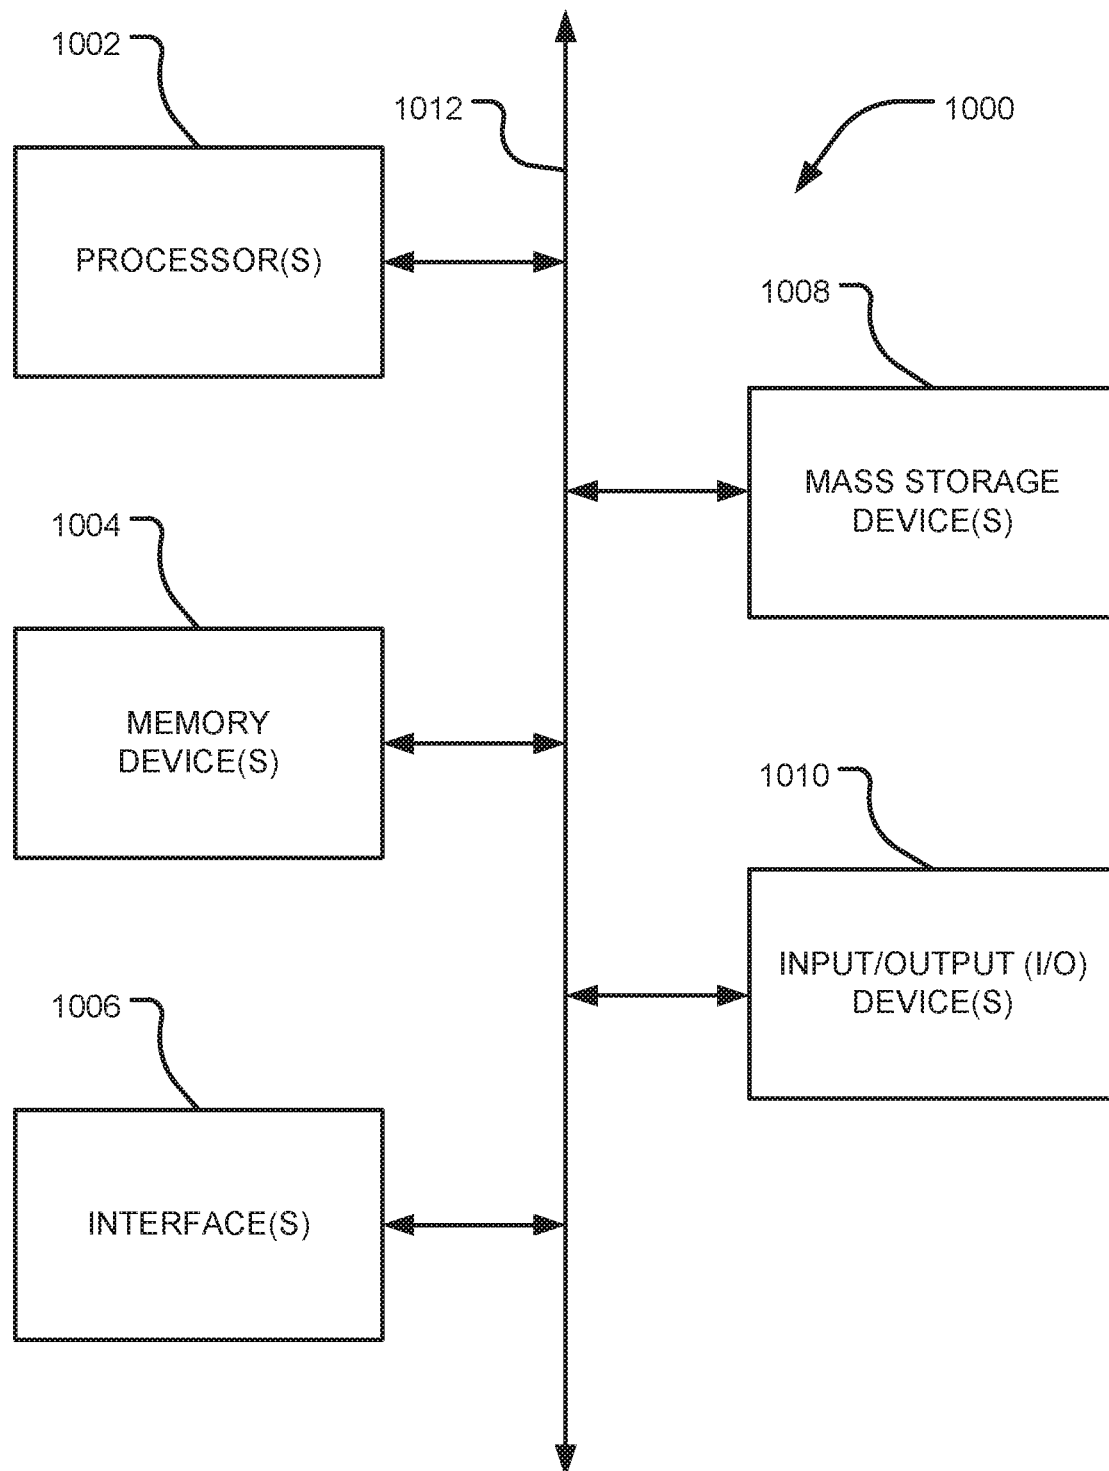 1002
1012
1000
PROCESSOR(S)
1008
MASS STORAGE
DEVICE(S)
1004
MEMORY
DEVICE(S)
1010
INPUT/OUTPUT (I/O)
DEVICE(S)
1006
INTERFACE(S)